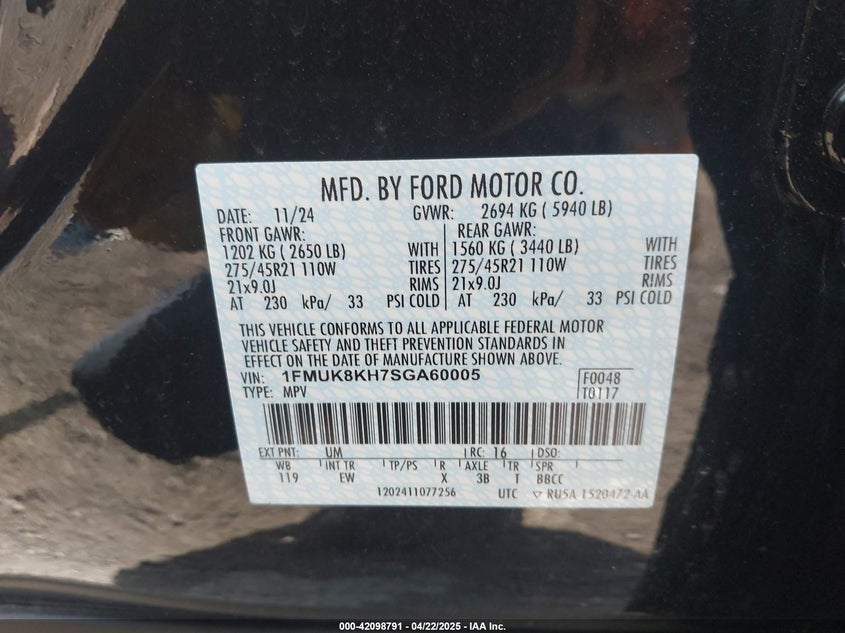 MFD. BY FORD MOTOR CO.
DATE: 11/24 GVWR: 2694 KG ( 5940 LB)
FRONT GAWR: REAR GAWR:
1202 KG ( 2650 LB) WITH 1560 KG ( 3440 LB) WITH
275/45R21 110W TIRES 275/45R21 110W TIRES
21x9.0J RIMS 21x9.0J RIMS
AT 230 kPa/ 33 PSI COLD AT 230 kPa/ 33 PSI COLD
THIS VEHICLE CONFORMS TO ALL APPLICABLE FEDERAL MOTOR
VEHICLE SAFETY AND THEFT PREVENTION STANDARDS IN
EFFECT ON THE DATE OF MANUFACTURE SHOWN ABOVE.
VIN: 1FMUK8KH7SGA60005 F0048
TYPE: MPV T0117
EXT PNT: UM RC: 16 DSO:
WB INT TR TP/PS R AXLE TR SPR
119 EW X 3B T BBCC
1202411077256 UTC RU5A 1520472 AA
000-42098791 - 04/22/2025 - IAA Inc.